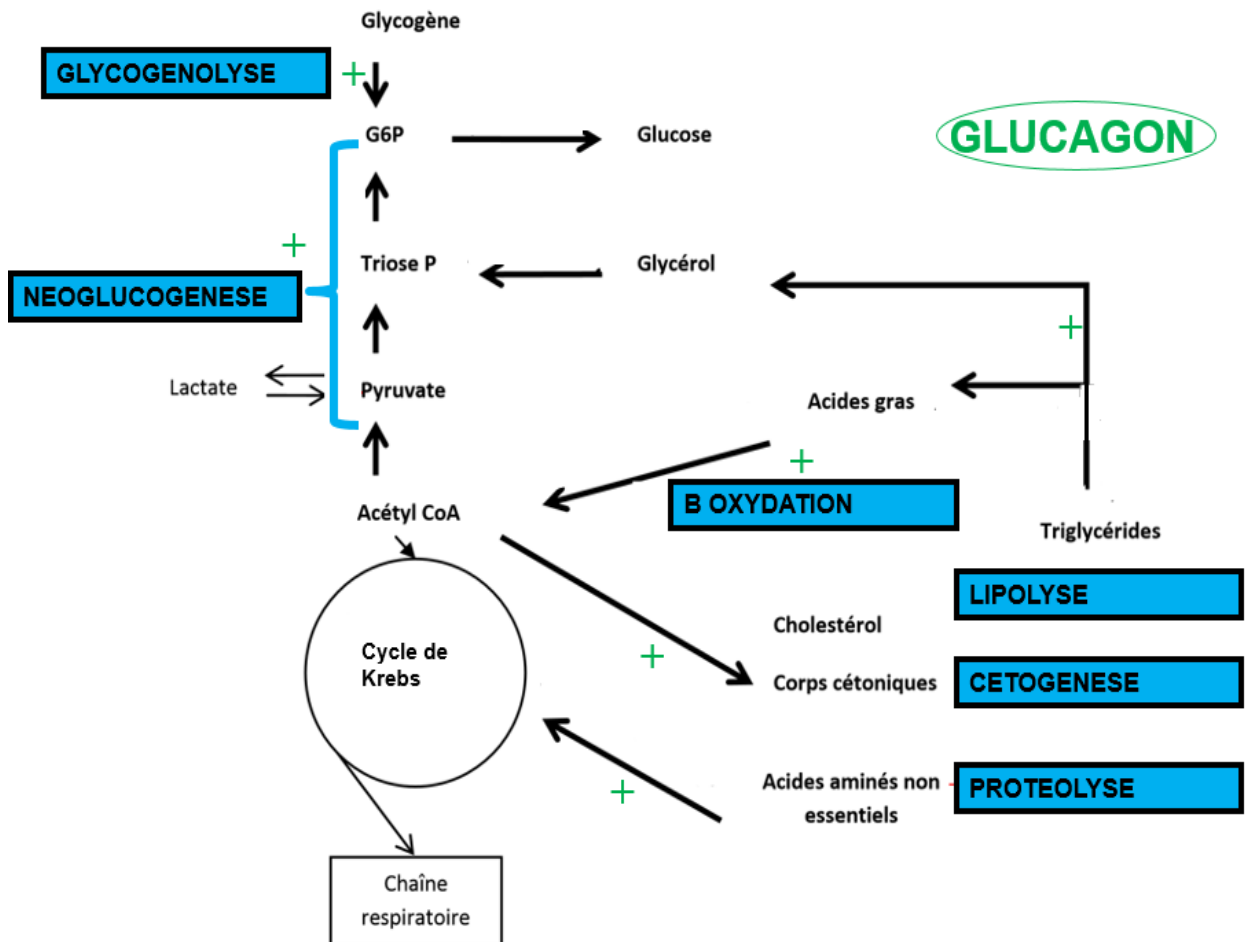 Glycogène
GLYCOGENOLYSE
+
G6P
Glucose
GLUCAGON
+
Triose P
Glycérol
NEOGLUCOGENESE
+
Lactate
Pyruvate
Acides gras
+
B OXYDATION
Acétyl CoA
Triglycérides
LIPOLYSE
Cholestérol
Cycle de
Krebs
+
Corps cétoniques
CETOGENESE
Acides aminés non
essentiels
PROTEOLYSE
+
Chaîne
respiratoire